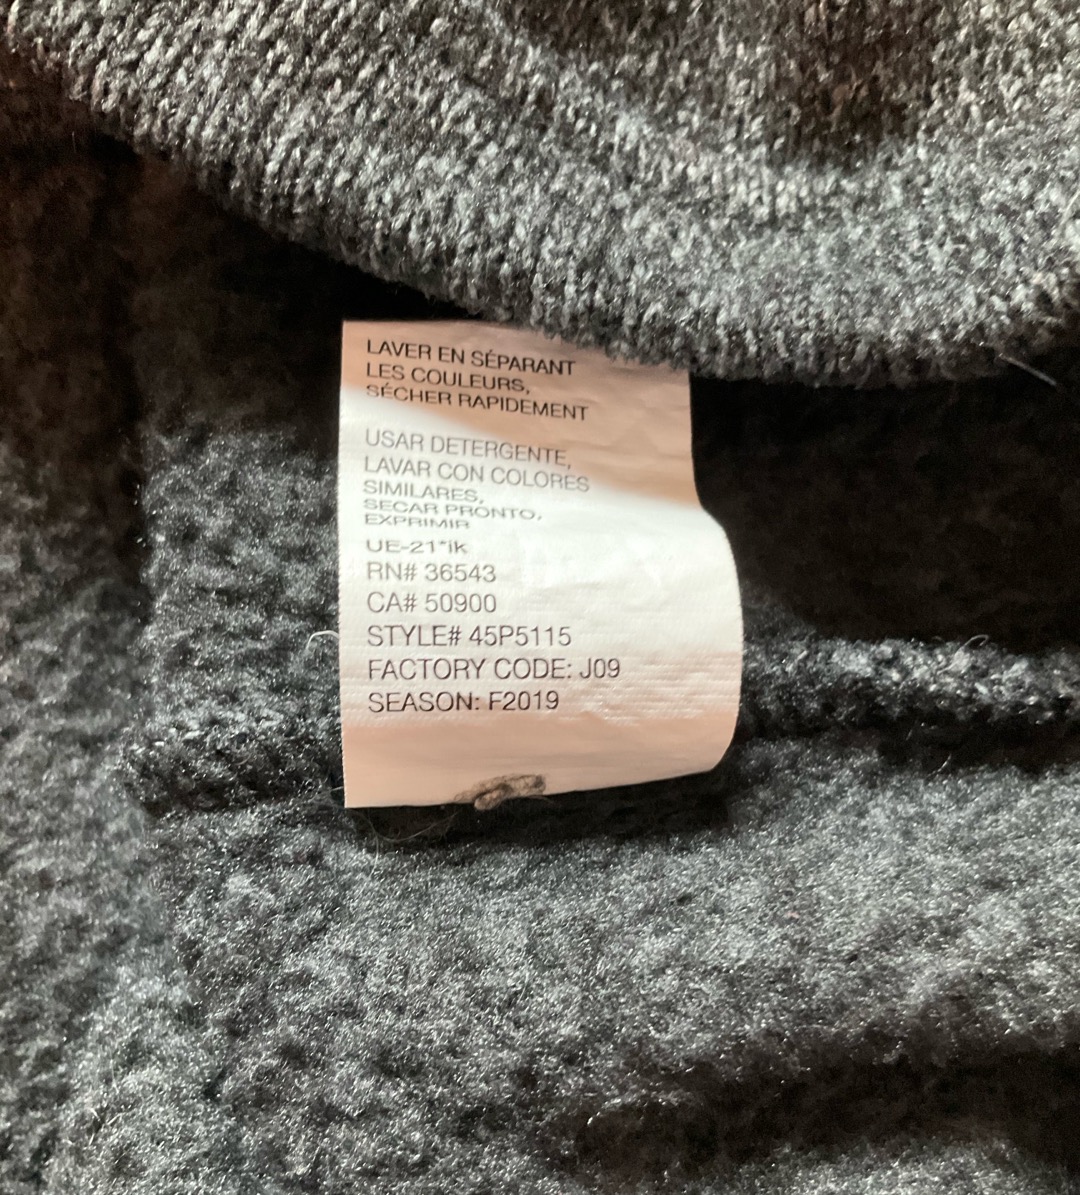 LAVER EN SÉPARANT
LES COULEURS,
SÉCHER RAPIDEMENT
USAR DETERGENTE,
LAVAR CON COLORES
SIMILARES,
SECAR PRONTO,
EXPRIMIR
UE-21*ik
RN# 36543
CA# 50900
STYLE# 45P5115
FACTORY CODE: J09
SEASON: F2019